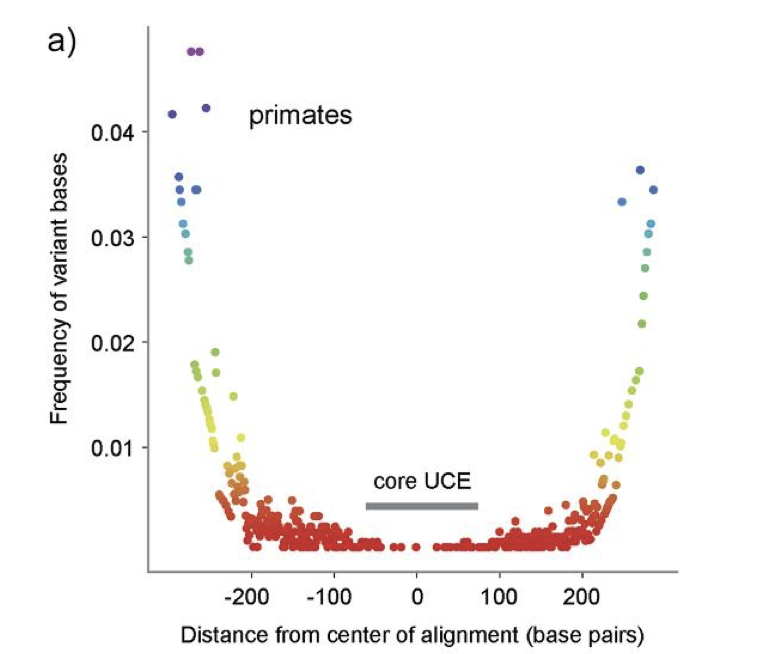 a)
primates
Frequency of variant bases
0.04
0.03
0.02
0.01
core UCE
-200
-100
0
100
200
Distance from center of alignment (base pairs)